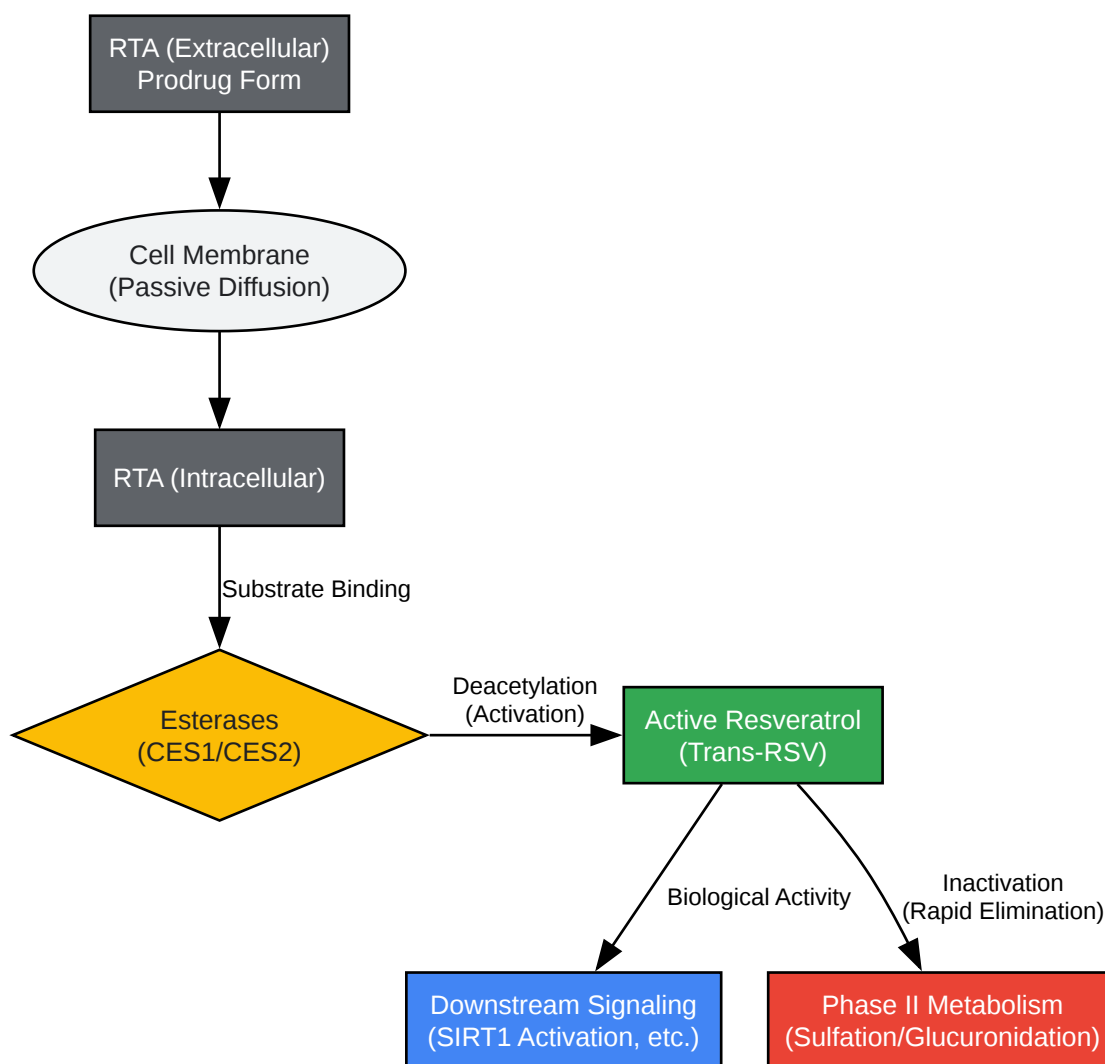 RTA (Extracellular)
Prodrug Form
Cell Membrane
(Passive Diffusion)
RTA (Intracellular)
Substrate Binding
Esterases
(CES1/CES2)
Deacetylation
(Activation)
Active Resveratrol
(Trans-RSV)
Biological Activity
Inactivation
(Rapid Elimination)
Downstream Signaling
(SIRT1 Activation, etc.)
Phase II Metabolism
(Sulfation/Glucuronidation)